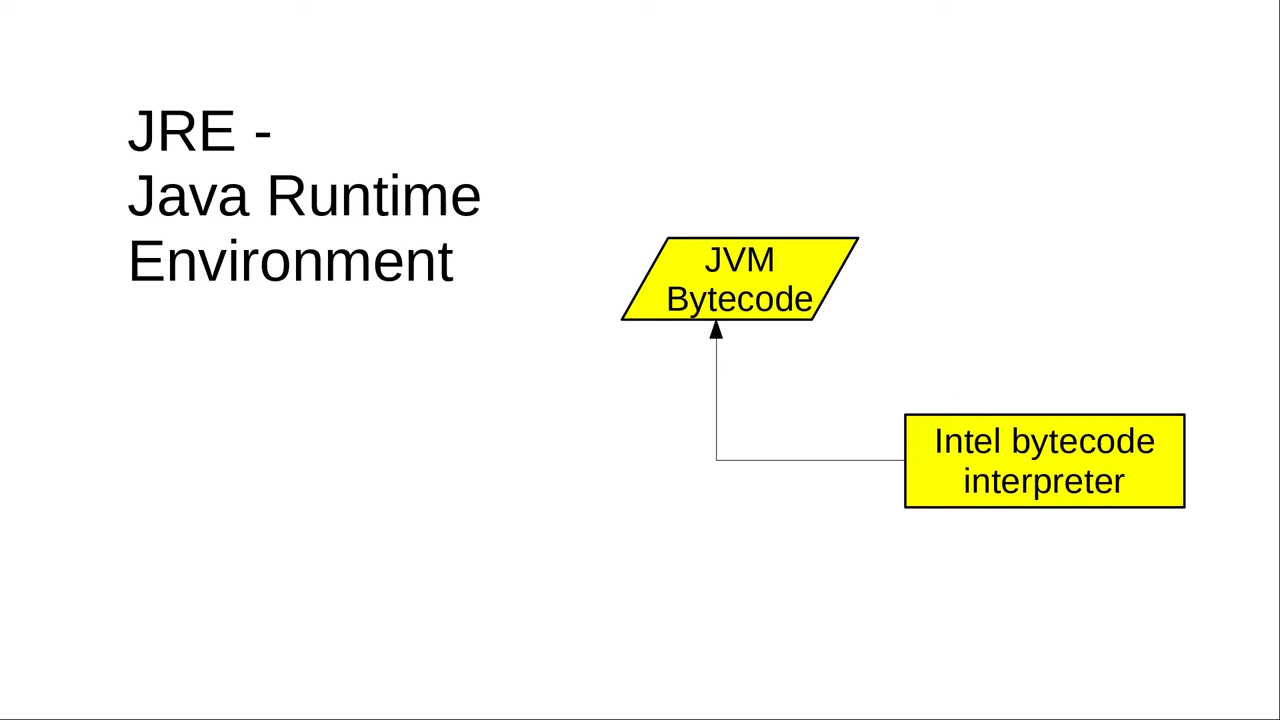 JRE -
Java Runtime
Environment
JVM
Bytecode
Intel bytecode
interpreter